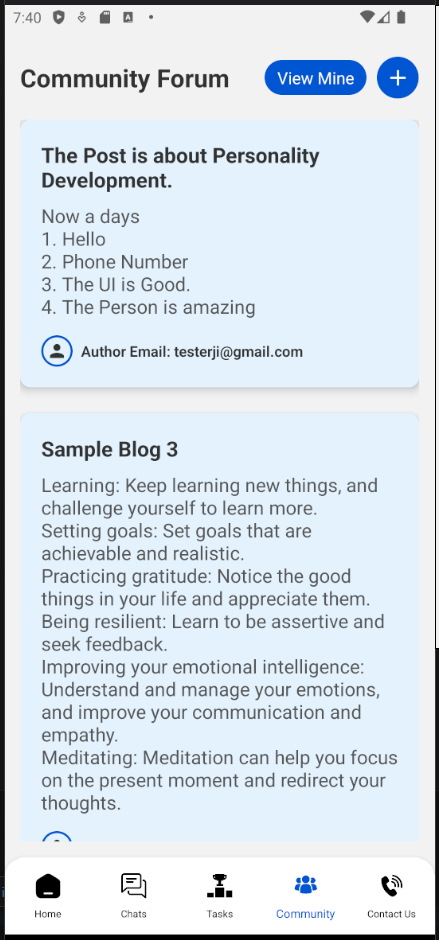 7:40
Community Forum
View Mine
+
The Post is about Personality
Development.
Now a days
1. Hello
2. Phone Number
3. The UI is Good.
4. The Person is amazing
Author Email: testerji@gmail.com
Sample Blog 3
Learning: Keep learning new things, and
challenge yourself to learn more.
Setting goals: Set goals that are
achievable and realistic.
Practicing gratitude: Notice the good
things in your life and appreciate them.
Being resilient: Learn to be assertive and
seek feedback.
Improving your emotional intelligence:
Understand and manage your emotions,
and improve your communication and
empathy.
Meditating: Meditation can help you focus
on the present moment and redirect your
thoughts.
Home
Chats
Tasks
Community
Contact Us